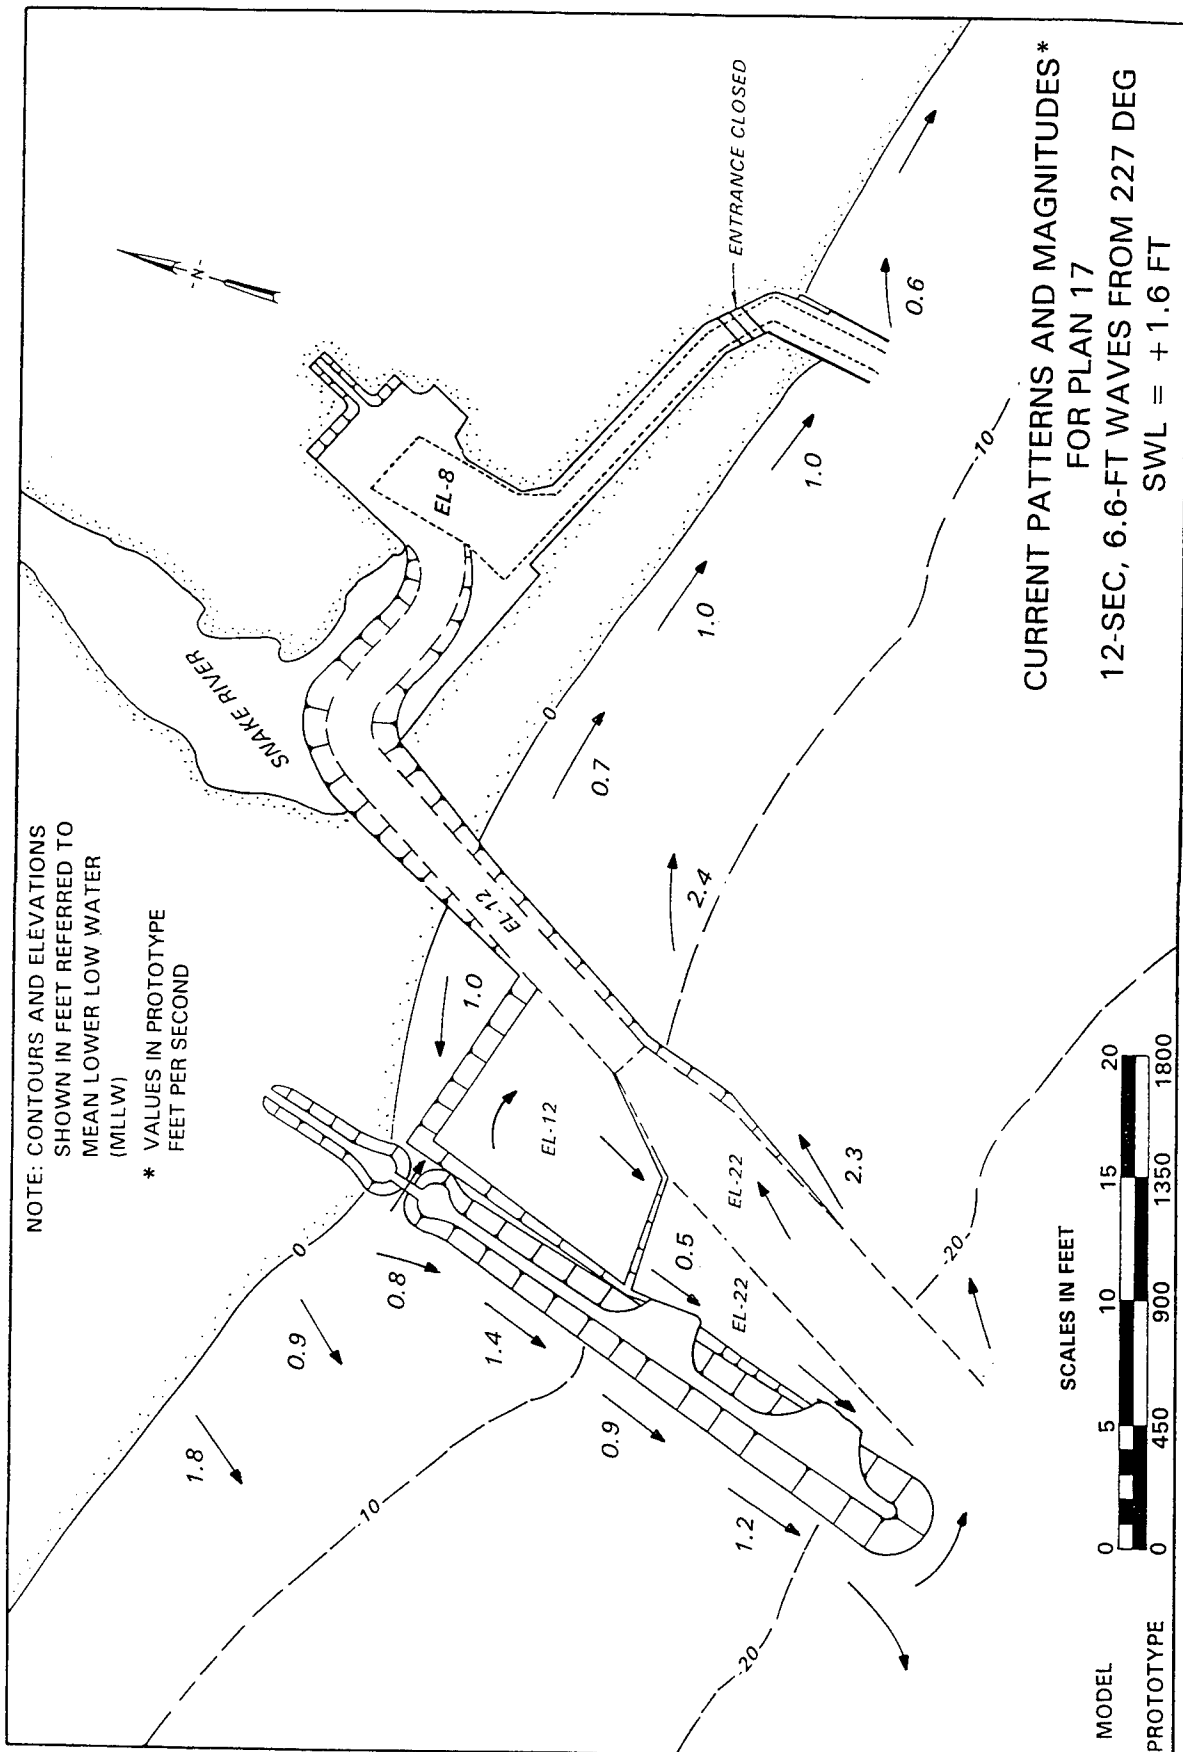 NOTE: CONTOURS AND ELEVATIONS
SHOWN IN FEET REFERRED TO
MEAN LOWER LOW WATER
(MLLW)
* VALUES IN PROTOTYPE
FEET PER SECOND
SNAKE RIVER
N
EL-8
ENTRANCE CLOSED
EL-12
1.0
EL-12
0
0
0.8
0.9
1.8
1.4
0.9
1.2
0.5
EL-22
EL-22
2.3
2.4
0.7
1.0
1.0
0.6
-10
-20
-10
-20
SCALES IN FEET
MODEL 0 5 10 15 20
PROTOTYPE 0 450 900 1350 1800
CURRENT PATTERNS AND MAGNITUDES*
FOR PLAN 17
12-SEC, 6.6-FT WAVES FROM 227 DEG
SWL = +1.6 FT